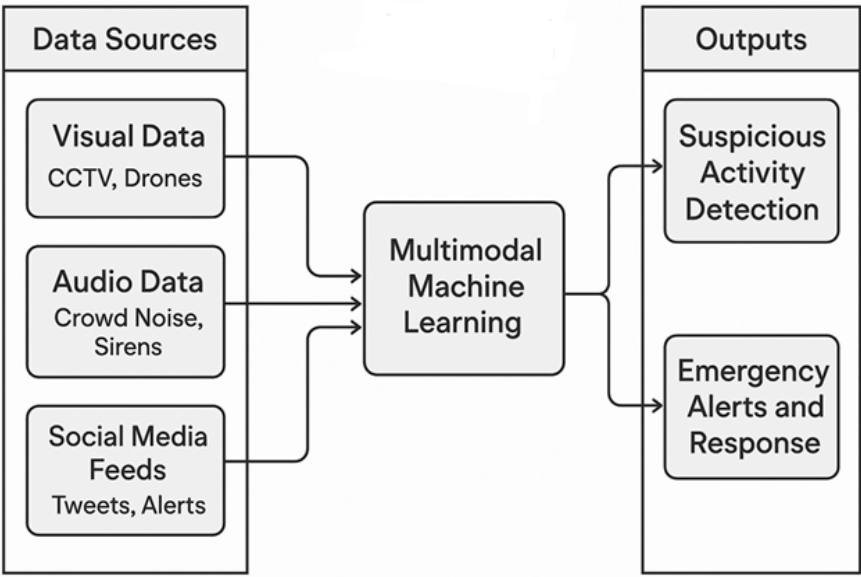 Data Sources
Visual Data
CCTV, Drones
Audio Data
Crowd Noise,
Sirens
Social Media
Feeds
Tweets, Alerts
Multimodal
Machine
Learning
Outputs
Suspicious
Activity
Detection
Emergency
Alerts and
Response